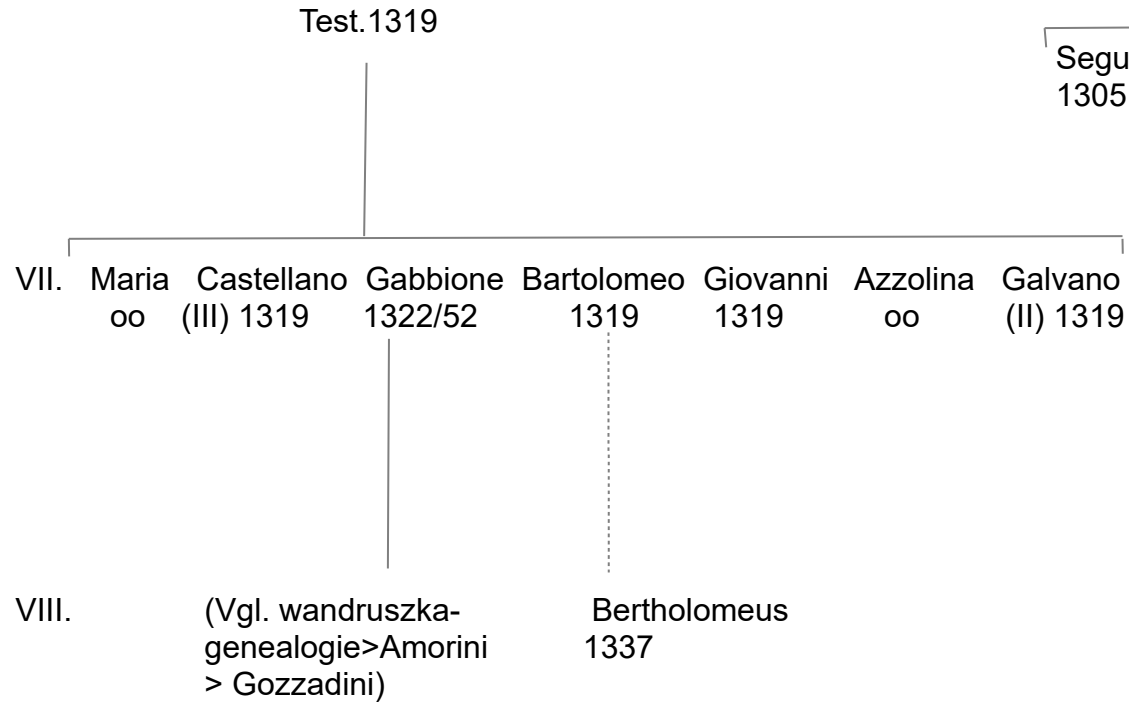 Test.1319
Segu
1305
VII. Maria Castellano Gabbione Bartolomeo Giovanni Azzolina Galvano
oo (III) 1319 1322/52 1319 1319 oo (II) 1319
VIII. (Vgl. wandruszka- Bertholomeus
genealogie>Amorini 1337
> Gozzadini)